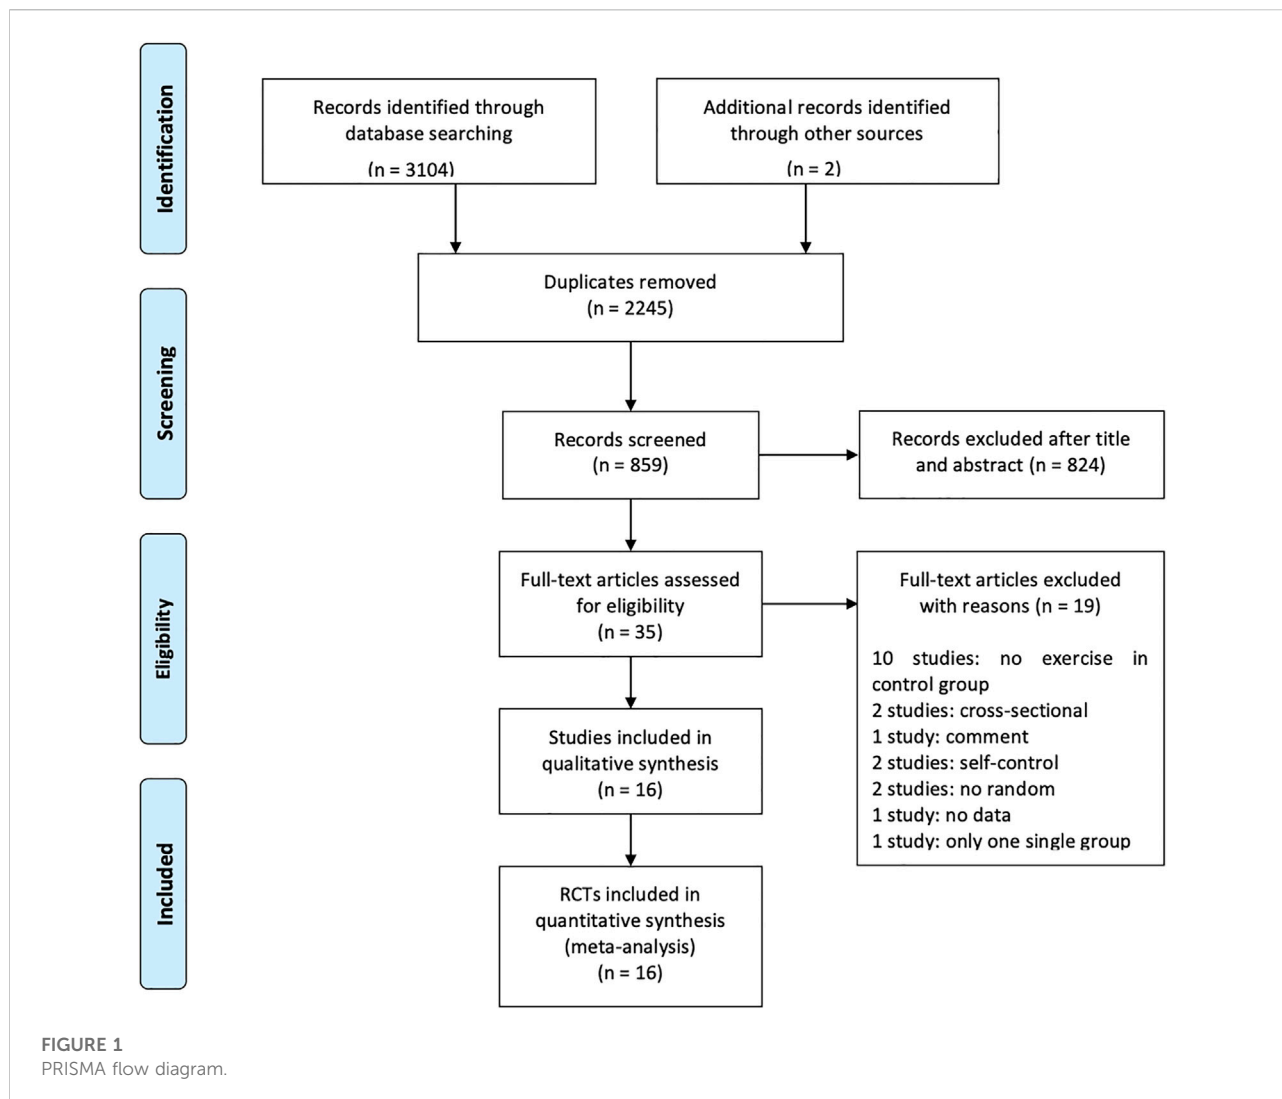 Identification
Records identified through
database searching
(n = 3104)
Additional records identified
through other sources
(n = 2)
Duplicates removed
(n = 2245)
Screening
Records screened
(n = 859)
Records excluded after title
and abstract (n = 824)
Eligibility
Full-text articles assessed
for eligibility
(n = 35)
Full-text articles excluded
with reasons (n = 19)
10 studies: no exercise in
control group
2 studies: cross-sectional
1 study: comment
2 studies: self-control
2 studies: no random
1 study: no data
1 study: only one single group
Studies included in
qualitative synthesis
(n = 16)
Included
RCTs included in
quantitative synthesis
(meta-analysis)
(n = 16)
FIGURE 1
PRISMA flow diagram.